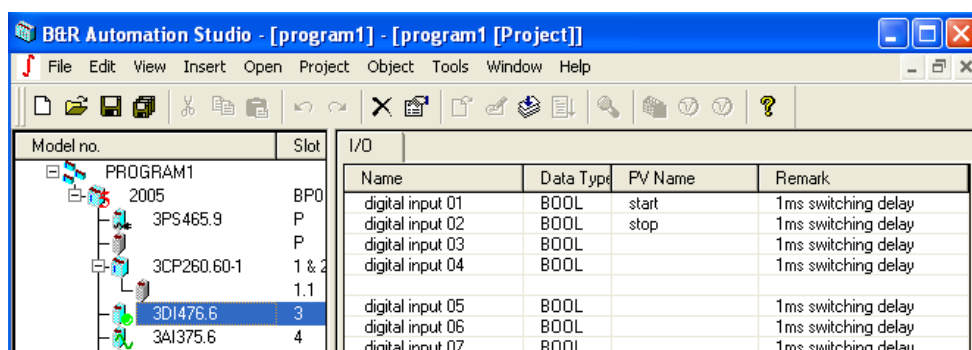 B&R Automation Studio - [program1] - [program1 [Project]]
File Edit View Insert Open Project Object Tools Window Help
Model no. Slot
PROGRAM1
2005 BP0
3PS465.9 P
P
3CP260.60-1 1 & 2
1.1
3DI476.6 3
3AI375.6 4
I/O
Name Data Type PV Name Remark
digital input 01 BOOL start 1ms switching delay
digital input 02 BOOL stop 1ms switching delay
digital input 03 BOOL 1ms switching delay
digital input 04 BOOL 1ms switching delay
digital input 05 BOOL 1ms switching delay
digital input 06 BOOL 1ms switching delay
digital input 07 BOOL 1ms switching delay